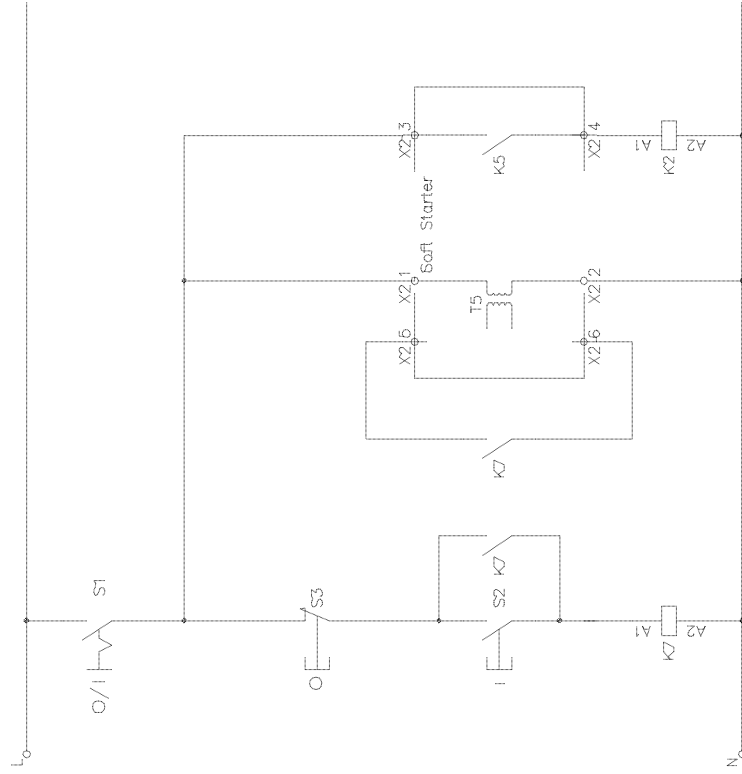 X2 3
K5
X2 4
A1
K2
A2
Soft Starter
X2 1
T5
X2 2
X2 5
X2 6
K7
K7
S1
O/I
S3
O
S2
I
A1
K7
A2
L
N